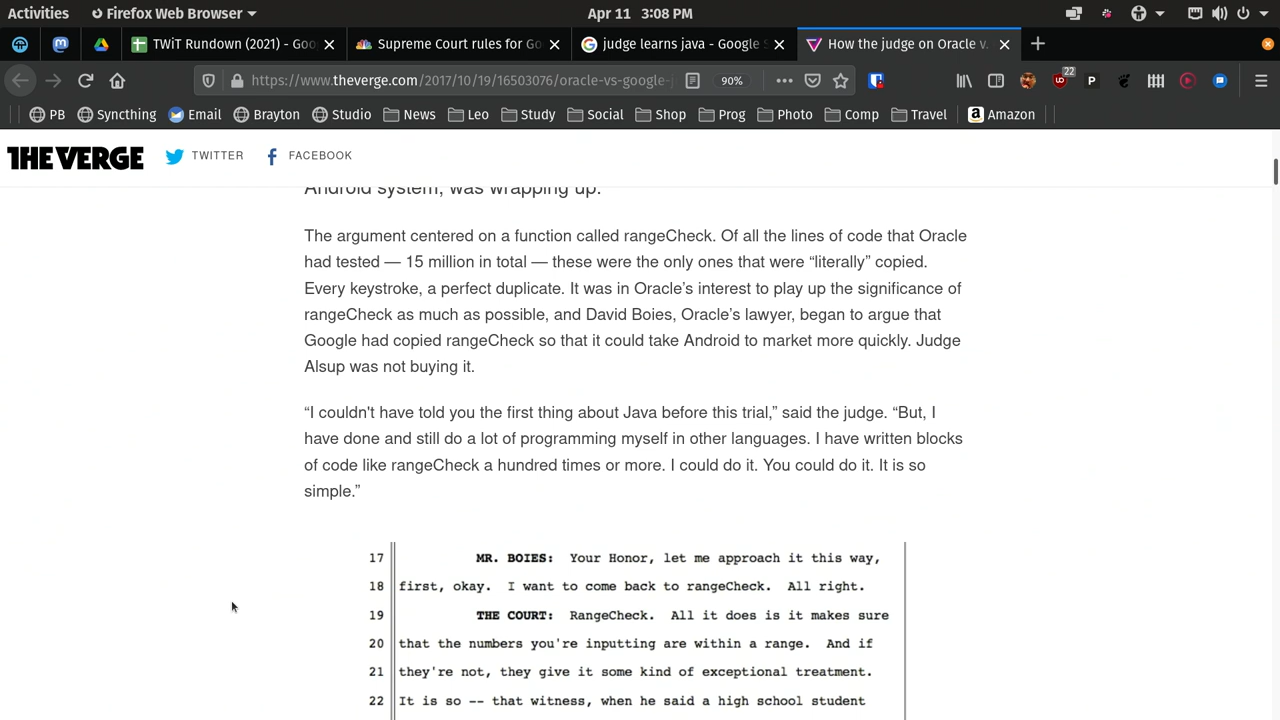 Activities
Firefox Web Browser
Apr 11 3:08 PM
TWiT Rundown (2021) - Goo
Supreme Court rules for Go
judge learns java - Google S
How the judge on Oracle v.
https://www.theverge.com/2017/10/19/16503076/oracle-vs-google-j
90%
22
P
PB
Syncthing
Email
Brayton
Studio
News
Leo
Study
Social
Shop
Prog
Photo
Comp
Travel
Amazon
THE VERGE
TWITTER
FACEBOOK
Android system, was wrapping up.
The argument centered on a function called rangeCheck. Of all the lines of code that Oracle
had tested — 15 million in total — these were the only ones that were “literally” copied.
Every keystroke, a perfect duplicate. It was in Oracle’s interest to play up the significance of
rangeCheck as much as possible, and David Boies, Oracle’s lawyer, began to argue that
Google had copied rangeCheck so that it could take Android to market more quickly. Judge
Alsup was not buying it.
“I couldn't have told you the first thing about Java before this trial,” said the judge. “But, I
have done and still do a lot of programming myself in other languages. I have written blocks
of code like rangeCheck a hundred times or more. I could do it. You could do it. It is so
simple.”
17 MR. BOIES: Your Honor, let me approach it this way,
18 first, okay. I want to come back to rangeCheck. All right.
19 THE COURT: RangeCheck. All it does is it makes sure
20 that the numbers you're inputting are within a range. And if
21 they're not, they give it some kind of exceptional treatment.
22 It is so -- that witness, when he said a high school student